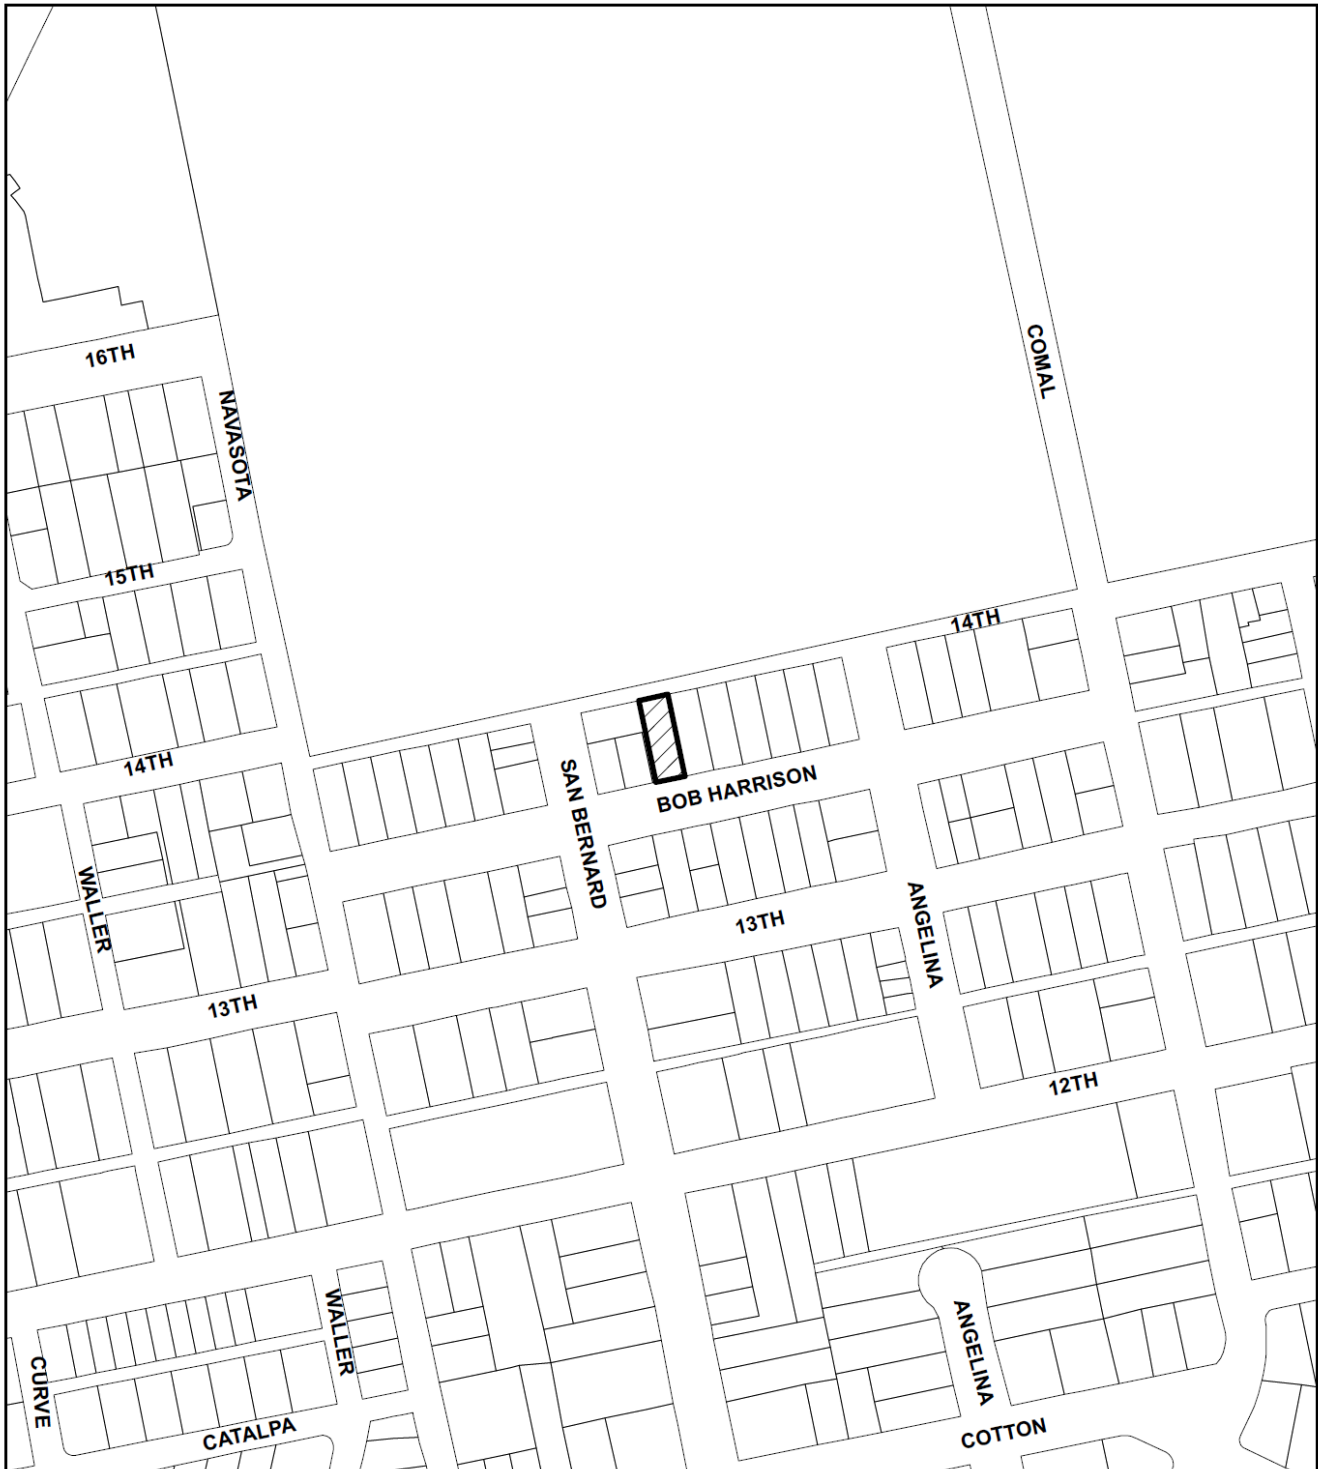 16TH
COMAL
NAVASOTA
15TH
14TH
14TH
SAN BERNARD
BOB HARRISON
WALLER
ANGELINA
13TH
13TH
12TH
WALLER
ANGELINA
CURVE
CATALPA
COTTON